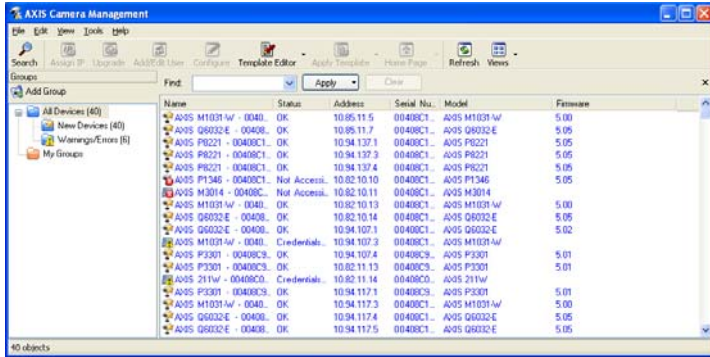 AXIS Camera Management
File Edit View Tools Help
Search Assign IP Upgrade Add/Edit User Configure Template Editor Apply Template Home Page Refresh Views
Groups
Find: Apply Clear
Add Group
All Devices (40)
New Devices (40)
Warnings/Errors (6)
My Groups
Name Status Address Serial Nu... Model Firmware
AXIS M1031-W - 0040... OK 10.85.11.5 00408C1... AXIS M1031-W 5.00
AXIS Q6032-E - 00408... OK 10.85.11.7 00408C1... AXIS Q6032-E 5.05
AXIS P8221 - 00408C1... OK 10.94.137.1 00408C1... AXIS P8221 5.05
AXIS P8221 - 00408C1... OK 10.94.137.3 00408C1... AXIS P8221 5.05
AXIS P8221 - 00408C1... OK 10.94.137.4 00408C1... AXIS P8221 5.05
AXIS P1346 - 00408C1... Not Accessi... 10.82.10.10 00408C1... AXIS P1346 5.05
AXIS M3014 - 00408C... Not Accessi... 10.82.10.11 00408C1... AXIS M3014
AXIS M1031-W - 0040... OK 10.82.10.13 00408C1... AXIS M1031-W 5.00
AXIS Q6032-E - 00408... OK 10.82.10.14 00408C1... AXIS Q6032-E 5.05
AXIS Q6032-E - 00408... OK 10.94.107.1 00408C1... AXIS Q6032-E 5.02
AXIS M1031-W - 0040... Credentials... 10.94.107.3 00408C1... AXIS M1031-W
AXIS P3301 - 00408C9... OK 10.94.107.4 00408C9... AXIS P3301 5.01
AXIS P3301 - 00408C9... OK 10.82.11.13 00408C9... AXIS P3301 5.01
AXIS 211W - 00408C0... Credentials... 10.82.11.14 00408C0... AXIS 211W
AXIS P3301 - 00408C9... OK 10.94.117.1 00408C9... AXIS P3301 5.01
AXIS M1031-W - 0040... OK 10.94.117.3 00408C1... AXIS M1031-W 5.00
AXIS Q6032-E - 00408... OK 10.94.117.4 00408C1... AXIS Q6032-E 5.05
AXIS Q6032-E - 00408... OK 10.94.117.5 00408C1... AXIS Q6032-E 5.05
40 objects